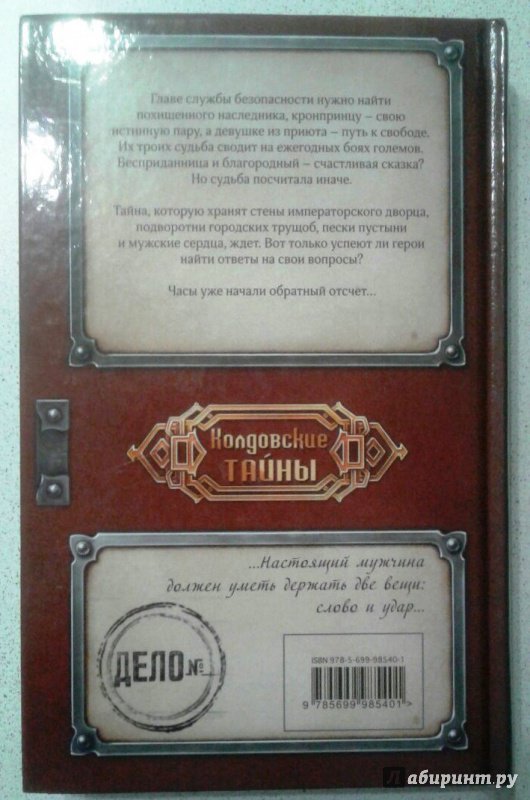 Главе службы безопасности нужно найти
похищенного наследника, кронпринцу – свою
истинную пару, а девушке из приюта – путь к свободе.
Их троих судьба сводит на ежегодных боях големов.
Бесприданница и благородный – счастливая сказка?
Но судьба посчитала иначе.
Тайна, которую хранят стены императорского дворца,
подворотни городских трущоб, пески пустыни
и мужские сердца, ждет. Вот только успеют ли герои
найти ответы на свои вопросы?
Часы уже начали обратный отсчет...
Колдовские
ТАЙНЫ
...Настоящий мужчина
должен уметь держать две вещи:
слово и удар...
ДЕЛО №
ISBN 978-5-699-98540-1
9 785699 985401 >
Лабиринт.ру